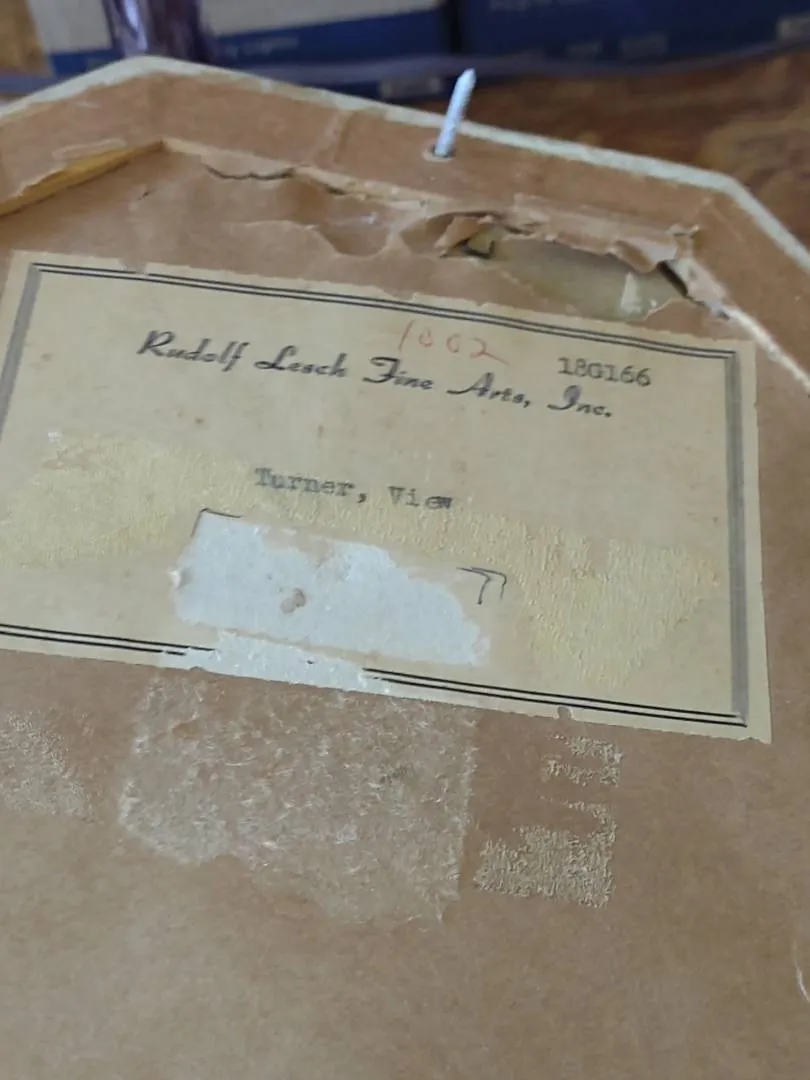 1002
18G166
Rudolf Lesch Fine Arts, Inc.
Turner, View